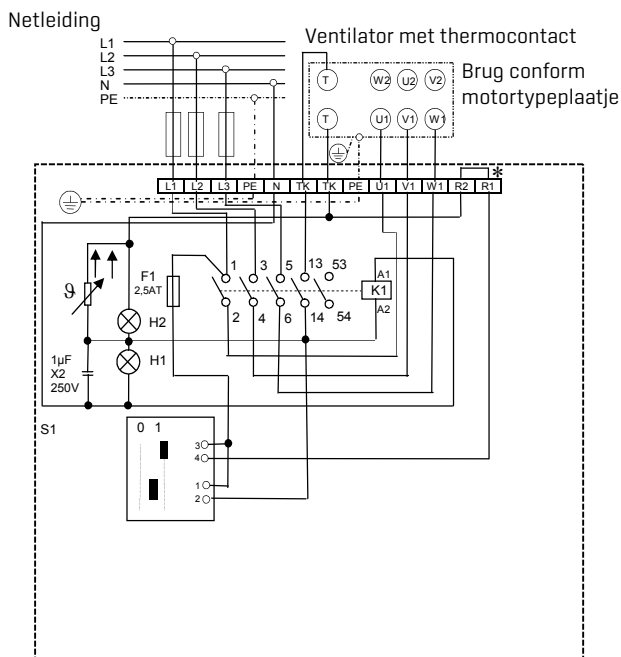 Netleiding
Ventilator met thermocontact
L1
L2
L3
N
PE
T W2 U2 V2
Brug conform
motortypeplaatje
T U1 V1 W1
*
L1 L2 L3 PE N TK TK PE U1 V1 W1 R2 R1
F1
2,5AT
1 3 5 13 53
A1
K1
A2
2 4 6 14 54
ϑ
H2
H1
1µF
X2
250V
S1
0 1
3
4
1
2